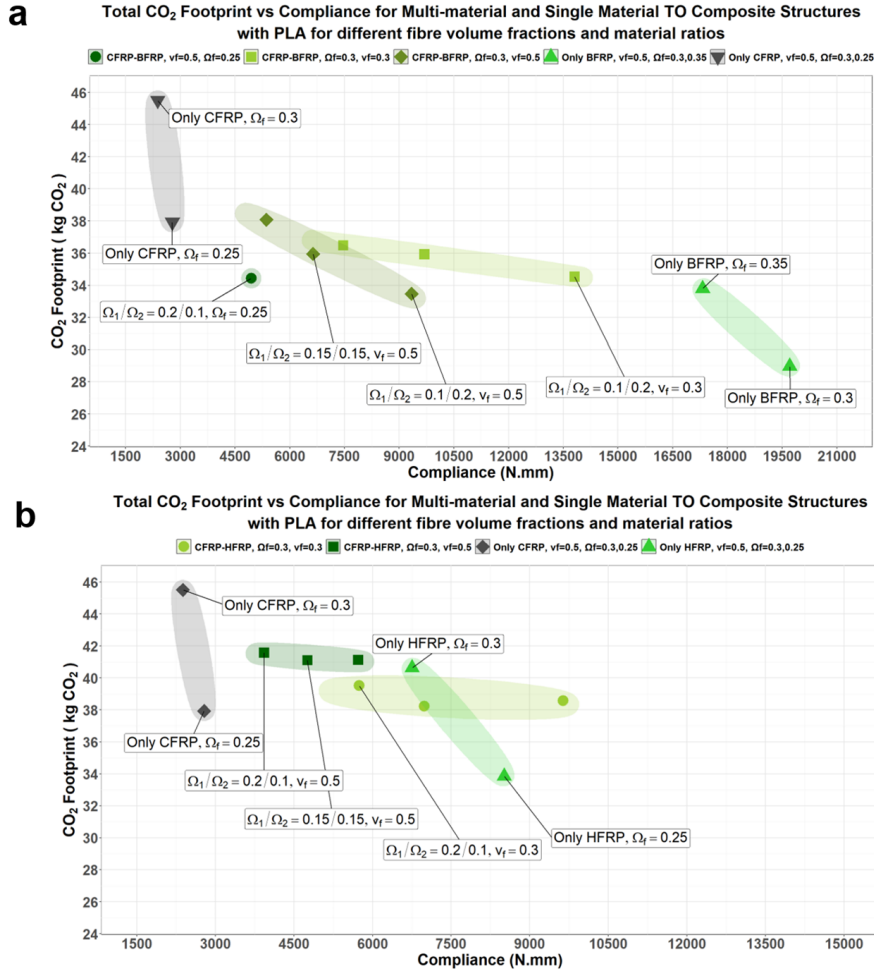 a
Total CO₂ Footprint vs Compliance for Multi-material and Single Material TO Composite Structures
with PLA for different fibre volume fractions and material ratios
CFRP-BFRP, vf=0.5, Ωf=0.25 CFRP-BFRP, Ωf=0.3, vf=0.3 CFRP-BFRP, Ωf=0.3, vf=0.5 Only BFRP, vf=0.5, Ωf=0.3,0.35 Only CFRP, vf=0.5, Ωf=0.3,0.25
46
44
42
40
38
36
34
32
30
28
26
24
CO₂ Footprint ( kg CO₂ )
Only CFRP, Ωf = 0.3
Only CFRP, Ωf = 0.25
Ω₁/Ω₂ = 0.2/0.1, Ωf = 0.25
Ω₁/Ω₂ = 0.15/0.15, vf = 0.5
Ω₁/Ω₂ = 0.1/0.2, vf = 0.5
Ω₁/Ω₂ = 0.1/0.2, vf = 0.3
Only BFRP, Ωf = 0.35
Only BFRP, Ωf = 0.3
1500 3000 4500 6000 7500 9000 10500 12000 13500 15000 16500 18000 19500 21000
Compliance (N.mm)
b
Total CO₂ Footprint vs Compliance for Multi-material and Single Material TO Composite Structures
with PLA for different fibre volume fractions and material ratios
CFRP-HFRP, Ωf=0.3, vf=0.3 CFRP-HFRP, Ωf=0.3, vf=0.5 Only CFRP, vf=0.5, Ωf=0.3,0.25 Only HFRP, vf=0.5, Ωf=0.3,0.25
46
44
42
40
38
36
34
32
30
28
26
24
CO₂ Footprint ( kg CO₂ )
Only CFRP, Ωf = 0.3
Only HFRP, Ωf = 0.3
Only CFRP, Ωf = 0.25
Ω₁/Ω₂ = 0.2/0.1, vf = 0.5
Ω₁/Ω₂ = 0.15/0.15, vf = 0.5
Ω₁/Ω₂ = 0.2/0.1, vf = 0.3
Only HFRP, Ωf = 0.25
1500 3000 4500 6000 7500 9000 10500 12000 13500 15000
Compliance (N.mm)